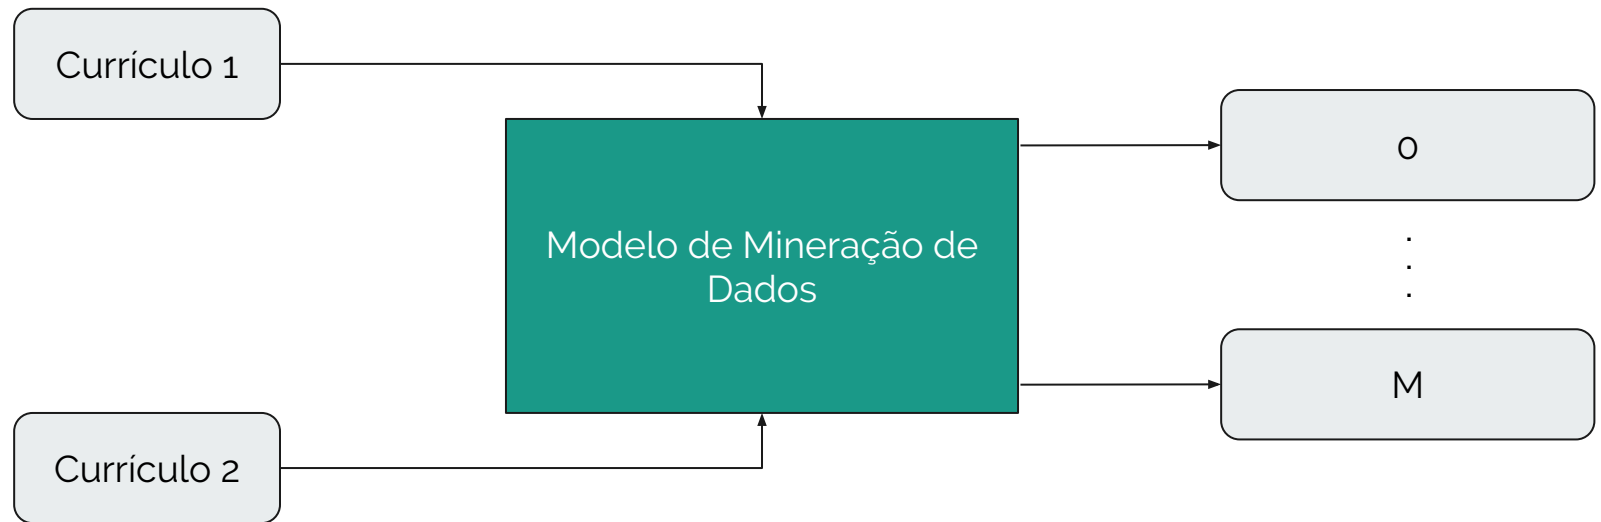 Currículo 1
Modelo de Mineração de
Dados
0
.
.
.
M
Currículo 2